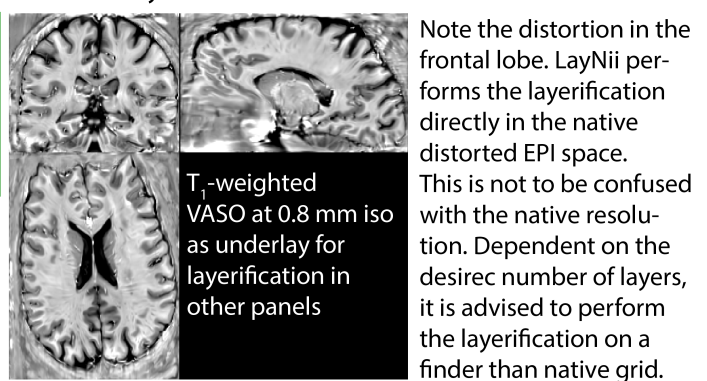 T1-weighted
VASO at 0.8 mm iso
as underlay for
layerification in
other panels
Note the distortion in the
frontal lobe. LayNii per-
forms the layerification
directly in the native
distorted EPI space.
This is not to be confused
with the native resolu-
tion. Dependent on the
desirec number of layers,
it is advised to perform
the layerification on a
finder than native grid.